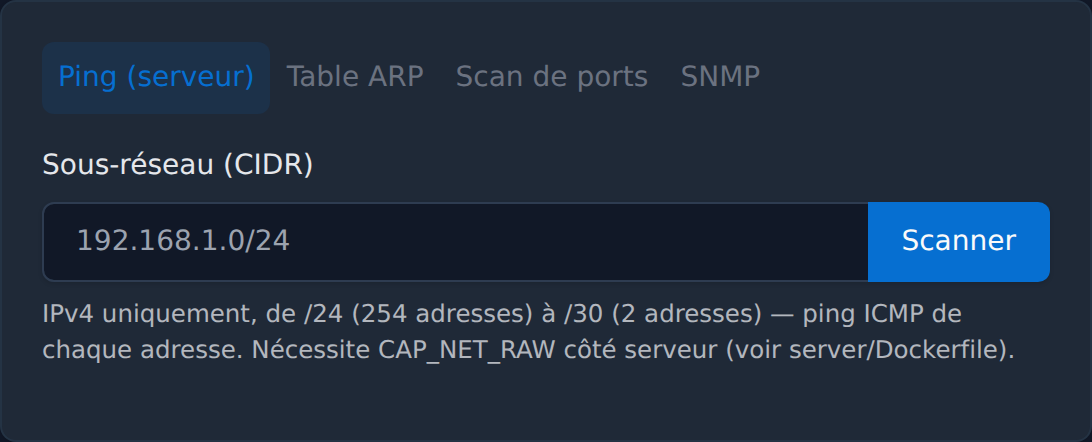 Ping (serveur) Table ARP Scan de ports SNMP
Sous-réseau (CIDR)
192.168.1.0/24 Scanner
IPv4 uniquement, de /24 (254 adresses) à /30 (2 adresses) — ping ICMP de
chaque adresse. Nécessite CAP_NET_RAW côté serveur (voir server/Dockerfile).